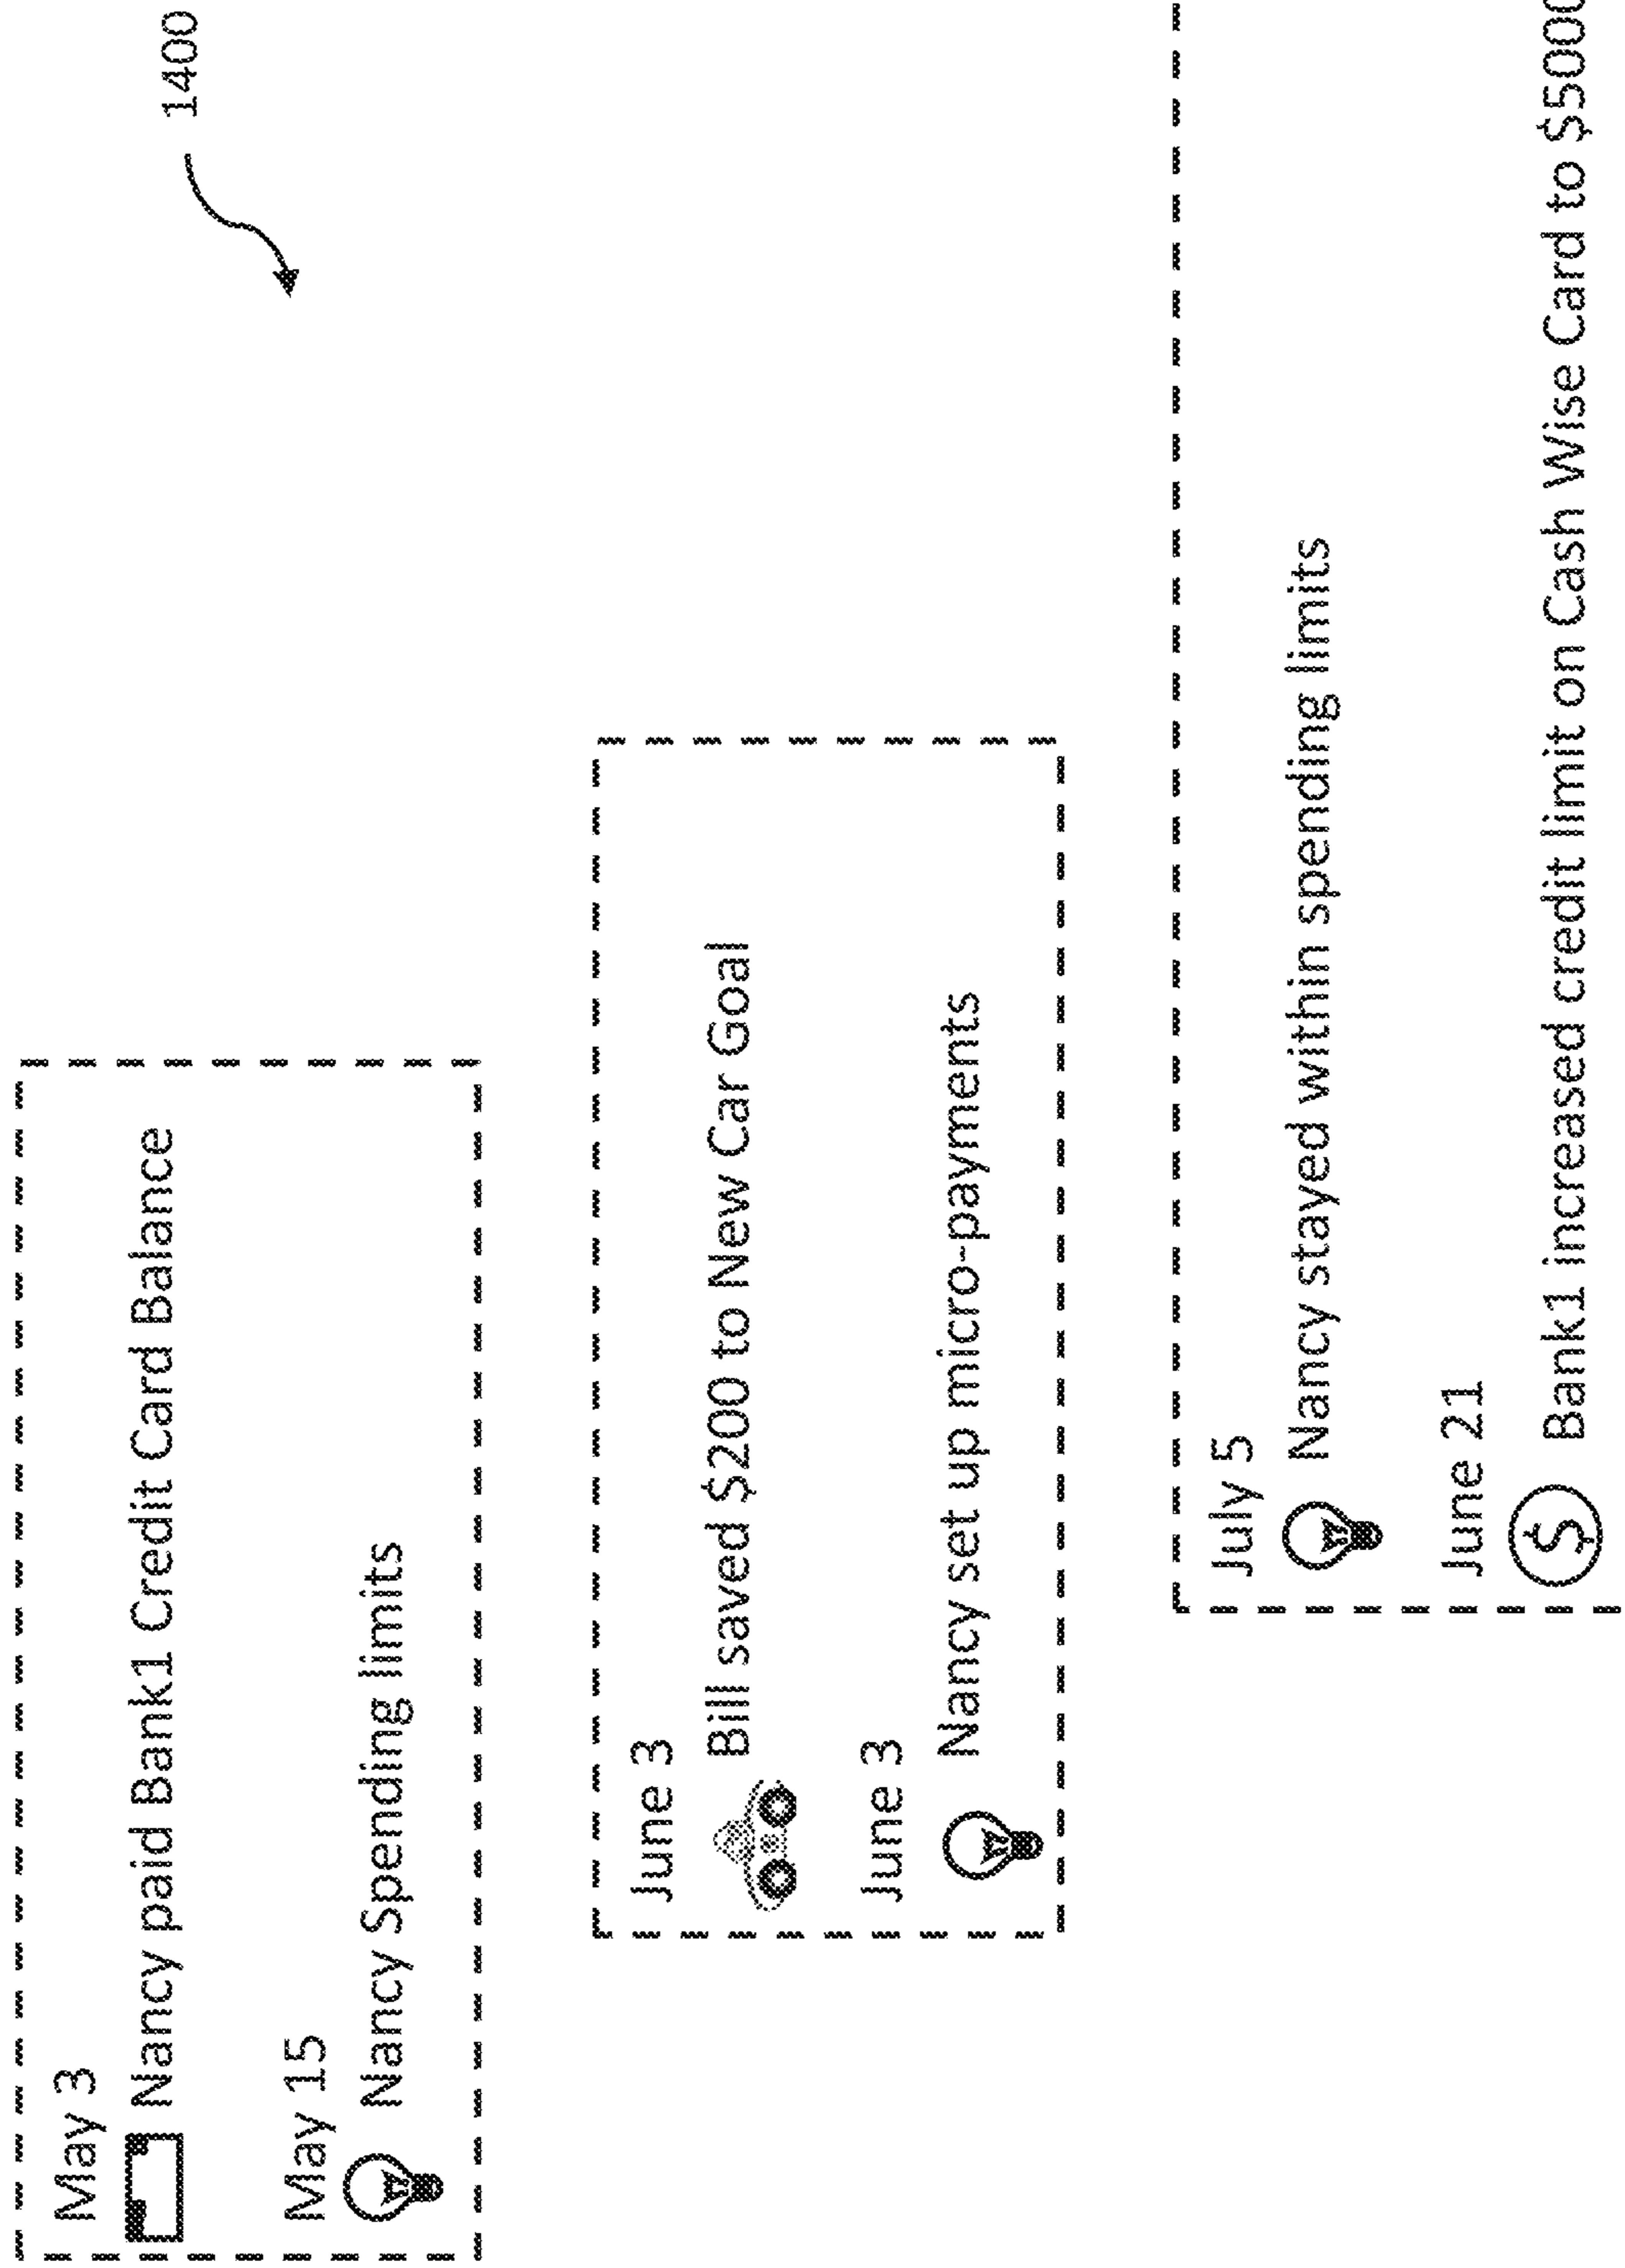 1400
May 3
Nancy paid Bank1 Credit Card Balance
May 15
Nancy Spending limits
June 3
Bill saved $200 to New Car Goal
June 3
Nancy set up micro-payments
July 5
Nancy stayed within spending limits
June 21
$ Bank1 increased credit limit on Cash Wise Card to $5000